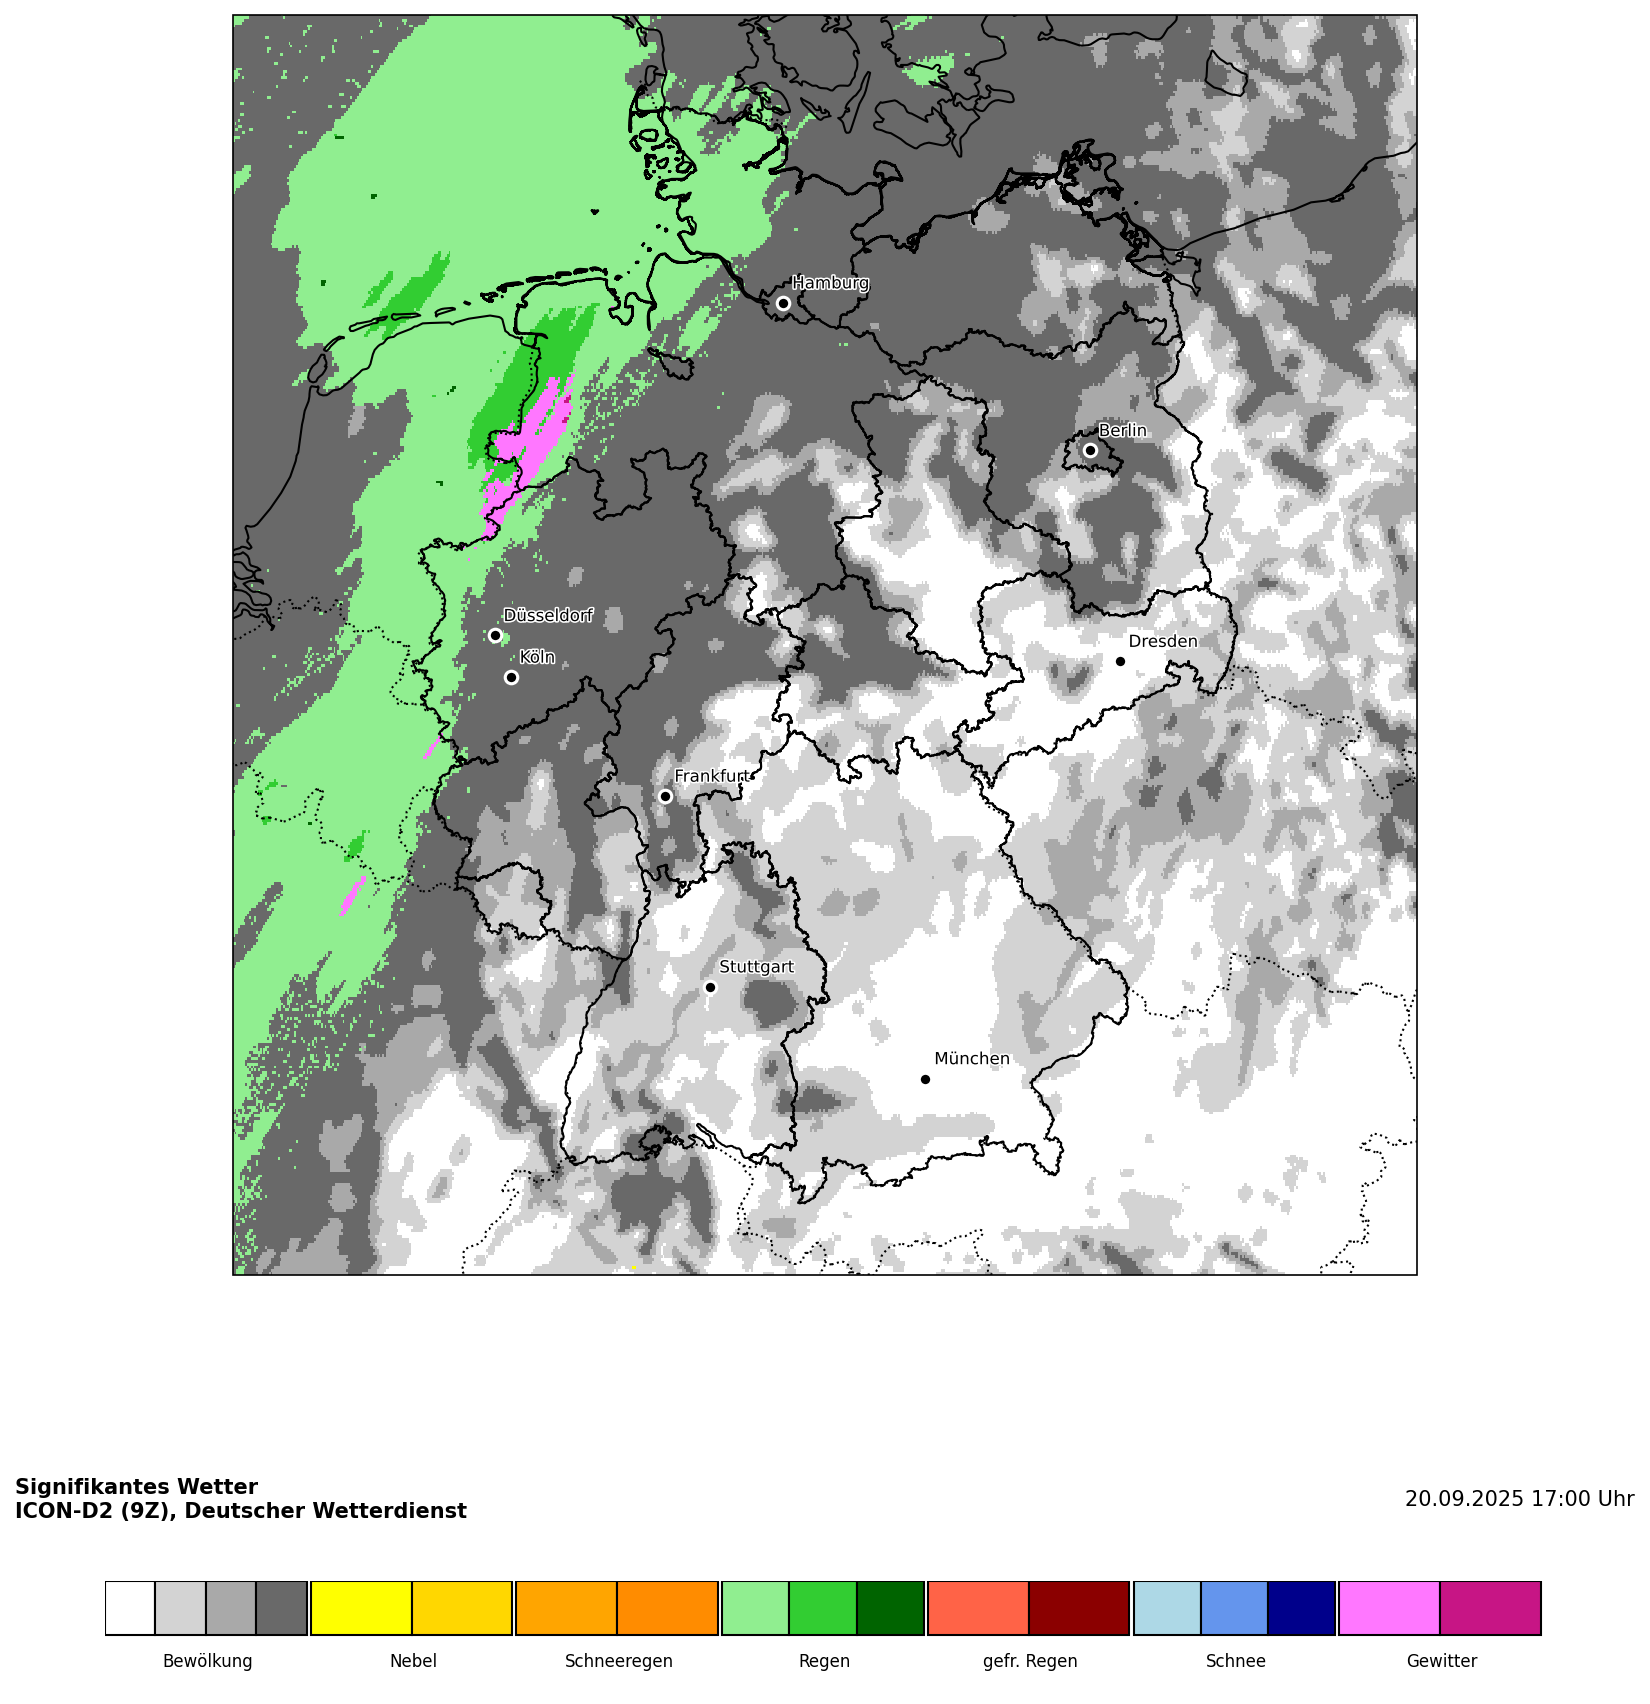 Hamburg
Berlin
Düsseldorf
Dresden
Köln
Frankfurt
Stuttgart
München
Signifikantes Wetter
ICON-D2 (9Z), Deutscher Wetterdienst
20.09.2025 17:00 Uhr
Bewölkung Nebel Schneeregen Regen gefr. Regen Schnee Gewitter